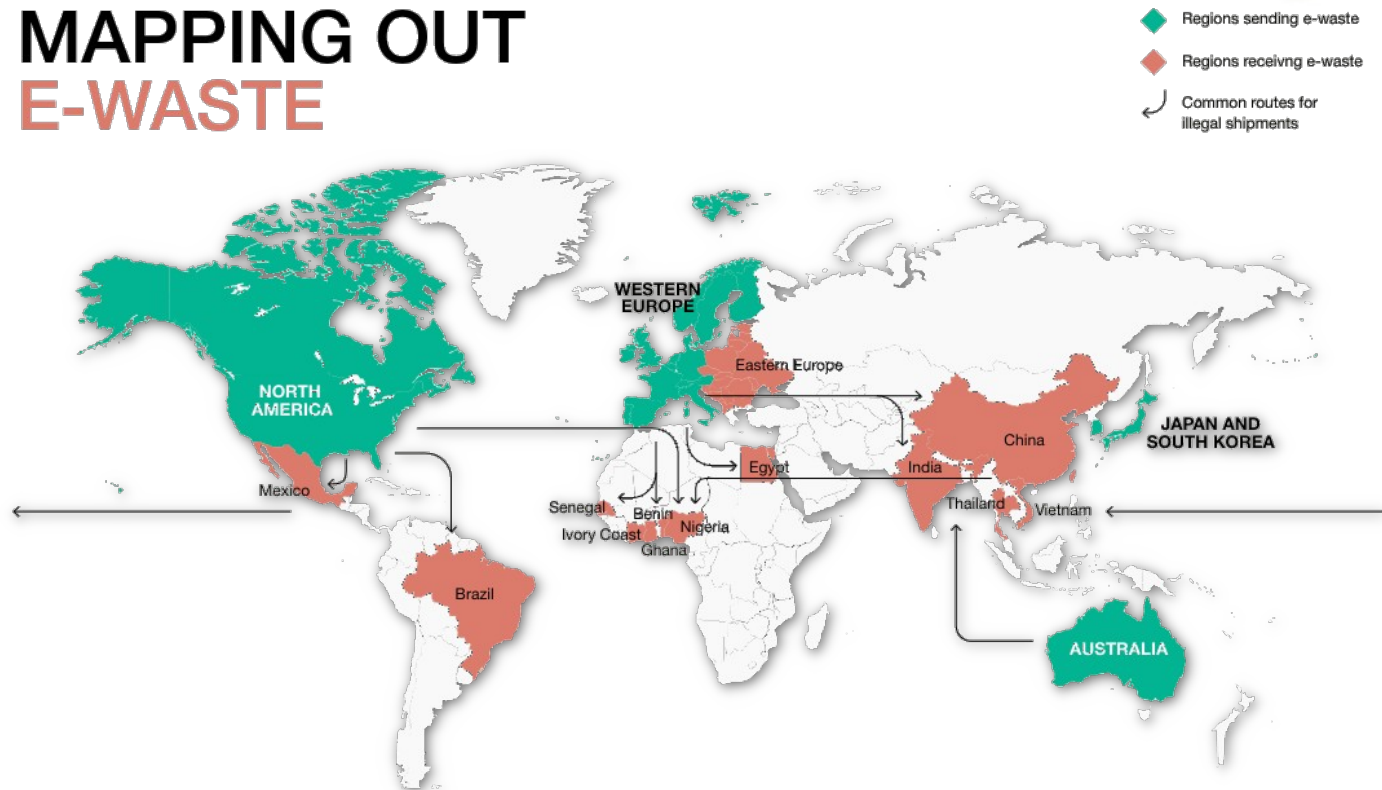 MAPPING OUT
E-WASTE
Regions sending e-waste
Regions receivng e-waste
Common routes for
illegal shipments
WESTERN
EUROPE
Eastern Europe
NORTH
AMERICA
JAPAN AND
SOUTH KOREA
China
Egypt
India
Mexico
Senegal
Benin
Thailand
Vietnam
Nigeria
Ivory Coast
Ghana
Brazil
AUSTRALIA